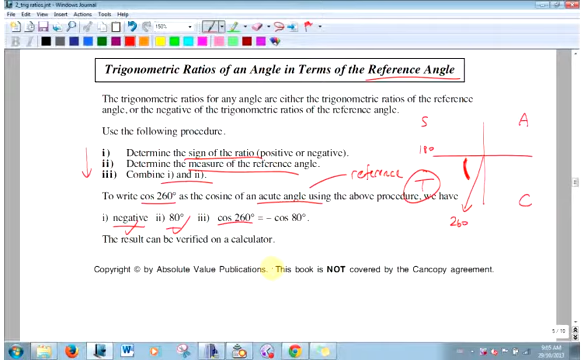 2_trig ratios.jnt - Windows Journal
File Edit View Insert Actions Tools Help
150%
Trigonometric Ratios of an Angle in Terms of the Reference Angle
The trigonometric ratios for any angle are either the trigonometric ratios of the reference
angle, or the negative of the trigonometric ratios of the reference angle.
Use the following procedure.
i) Determine the sign of the ratio (positive or negative).
ii) Determine the measure of the reference angle.
iii) Combine i) and ii).
reference
To write cos 260° as the cosine of an acute angle using the above procedure, we have
i) negative ii) 80° iii) cos 260° = − cos 80°.
The result can be verified on a calculator.
S A
180
T C
260
Copyright © by Absolute Value Publications. This book is NOT covered by the Cancopy agreement.
5 / 10
9:05 AM